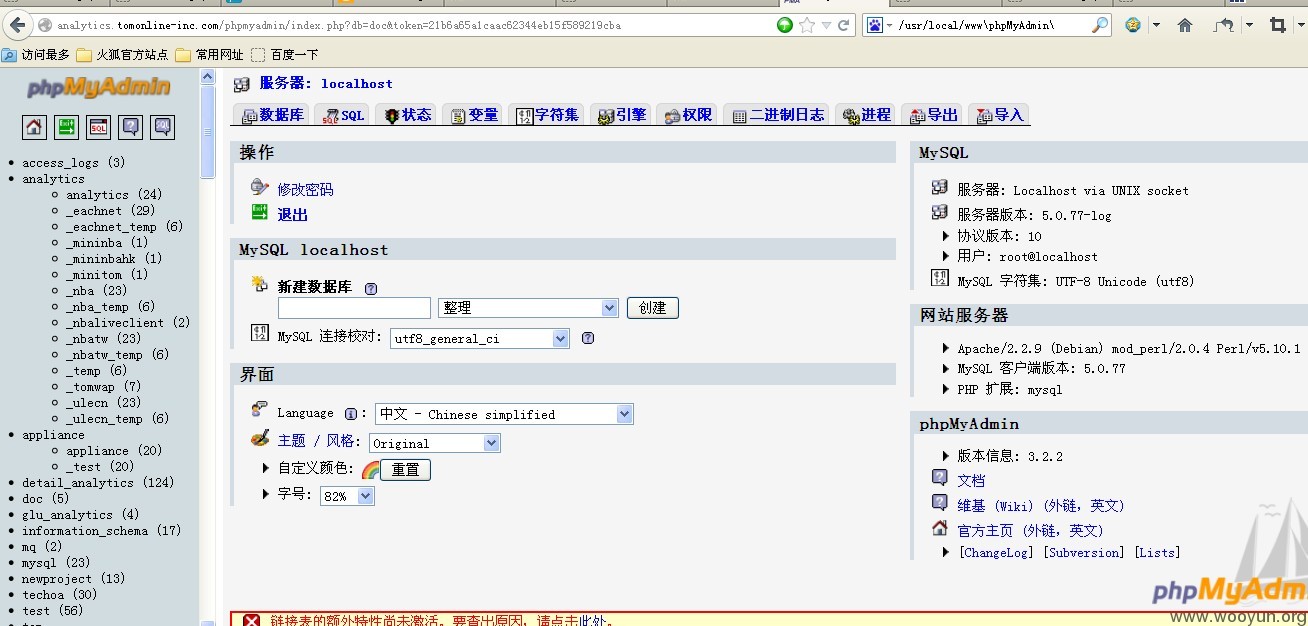 analytics.tomonline-inc.com/phpmyadmin/index.php?db=doc&token=21b6a65a1caac62344eb15f589219cba
/usr/local/www\phpMyAdmin\
访问最多 火狐官方站点 常用网址 百度一下
phpMyAdmin
SQL
access_logs (3)
analytics
analytics (24)
_eachnet (29)
_eachnet_temp (6)
_mininba (1)
_mininbahk (1)
_minitom (1)
_nba (23)
_nba_temp (6)
_nbaliveclient (2)
_nbatw (23)
_nbatw_temp (6)
_temp (6)
_tomwap (7)
_ulecn (23)
_ulecn_temp (6)
appliance
appliance (20)
_test (20)
detail_analytics (124)
doc (5)
glu_analytics (4)
information_schema (17)
mq (2)
mysql (23)
newproject (13)
techoa (30)
test (56)
服务器: localhost
数据库 SQL 状态 变量 字符集 引擎 权限 二进制日志 进程 导出 导入
操作
修改密码
退出
MySQL localhost
新建数据库
整理 创建
MySQL 连接校对: utf8_general_ci
界面
Language : 中文 - Chinese simplified
主题 / 风格: Original
自定义颜色: 重置
字号: 82%
MySQL
服务器: Localhost via UNIX socket
服务器版本: 5.0.77-log
协议版本: 10
用户: root@localhost
MySQL 字符集: UTF-8 Unicode (utf8)
网站服务器
Apache/2.2.9 (Debian) mod_perl/2.0.4 Perl/v5.10.1
MySQL 客户端版本: 5.0.77
PHP 扩展: mysql
phpMyAdmin
版本信息: 3.2.2
文档
维基 (Wiki) (外链, 英文)
官方主页 (外链, 英文)
[ChangeLog] [Subversion] [Lists]
链接表的额外特性尚未激活。要查出原因，请点击此处。
phpMyAdm
www.wooyun.org